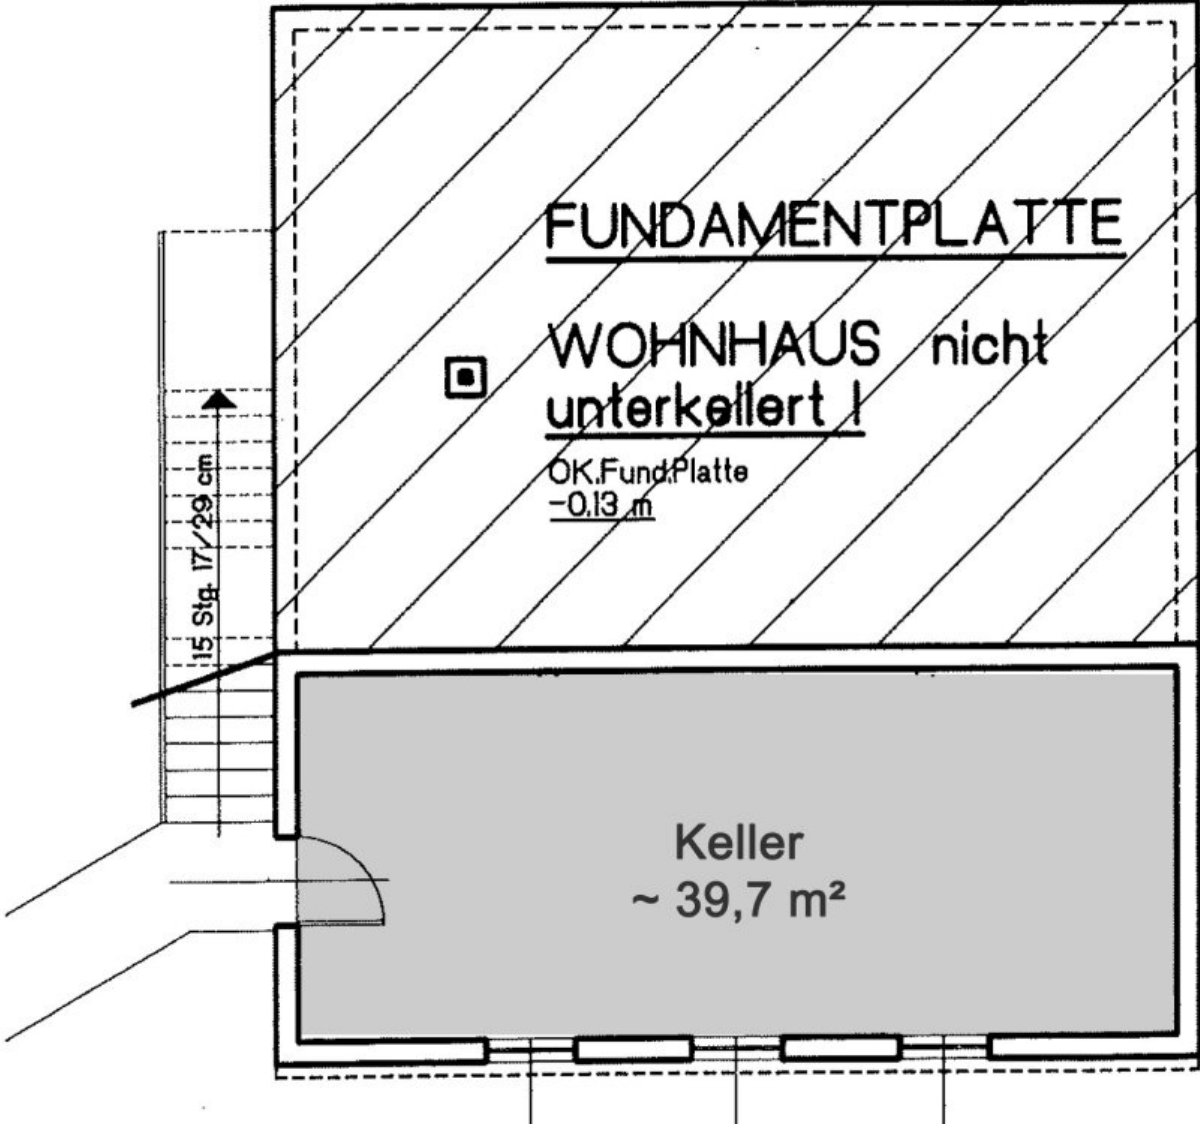 FUNDAMENTPLATTE
WOHNHAUS nicht
unterkellert !
OK.Fund.Platte
-0,13 m
15 Stg. 17/29 cm
Keller
~ 39,7 m²